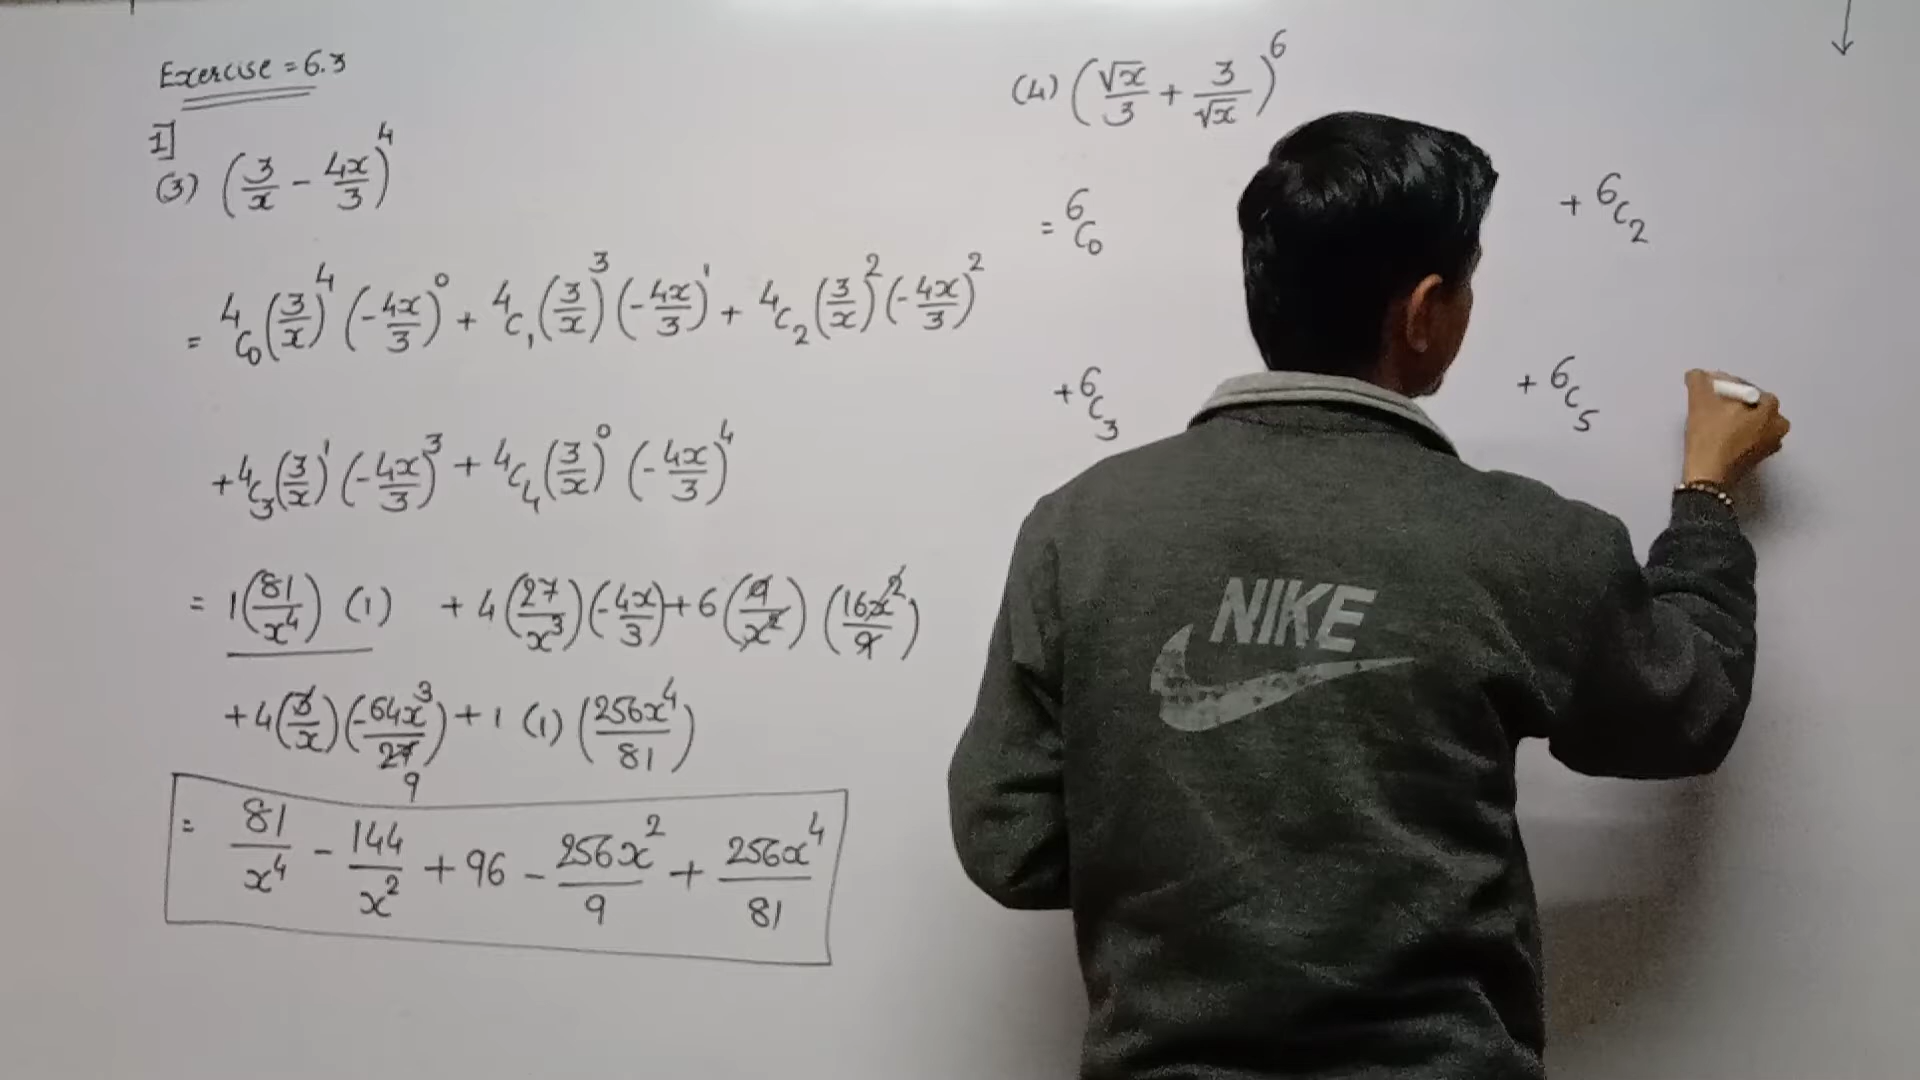 Exercise = 6.3
1]
(3) (3/x - 4x/3)^4
= 4C0 (3/x)^4 (-4x/3)^0 + 4C1 (3/x)^3 (-4x/3)^1 + 4C2 (3/x)^2 (-4x/3)^2
+ 4C3 (3/x)^1 (-4x/3)^3 + 4C4 (3/x)^0 (-4x/3)^4
= 1 (81/x^4) (1) + 4 (27/x^3) (-4x/3) + 6 (9/x^2) (16x^2/9)
+ 4 (3/x) (-64x^3/27) + 1 (1) (256x^4/81)
9
= 81/x^4 - 144/x^2 + 96 - 256x^2/9 + 256x^4/81
(4) (√x/3 + 3/√x)^6
= 6C0 + 6C2
+ 6C3 + 6C5
NIKE